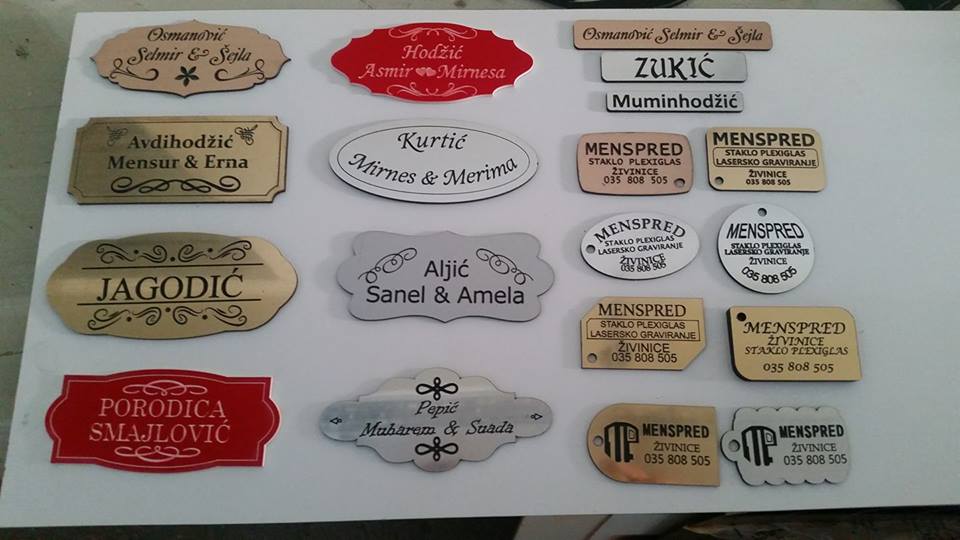 Osmanović
Selmir & Šejla
Avdihodžić
Mensur & Erna
JAGODIĆ
PORODICA
SMAJLOVIĆ
Hodžić
Asmir Mirnesa
Kurtić
Mirnes & Merima
Aljić
Sanel & Amela
Pepić
Muharem & Suada
Osmanović Selmir & Šejla
ZUKIĆ
Muminhodžić
MENSPRED
STAKLO PLEXIGLAS
LASERSKO GRAVIRANJE
ŽIVINICE
035 808 505
MENSPRED
STAKLO PLEXIGLAS
LASERSKO GRAVIRANJE
ŽIVINICE
035 808 505
MENSPRED
STAKLO PLEXIGLAS
LASERSKO GRAVIRANJE
ŽIVINICE
035 808 505
MENSPRED
STAKLO PLEXIGLAS
LASERSKO GRAVIRANJE
ŽIVINICE
035 808 505
MENSPRED
STAKLO PLEXIGLAS
LASERSKO GRAVIRANJE
ŽIVINICE
035 808 505
MENSPRED
ŽIVINICE
STAKLO PLEXIGLAS
035 808 505
MENSPRED
ŽIVINICE
035 808 505
MENSPRED
ŽIVINICE
035 808 505